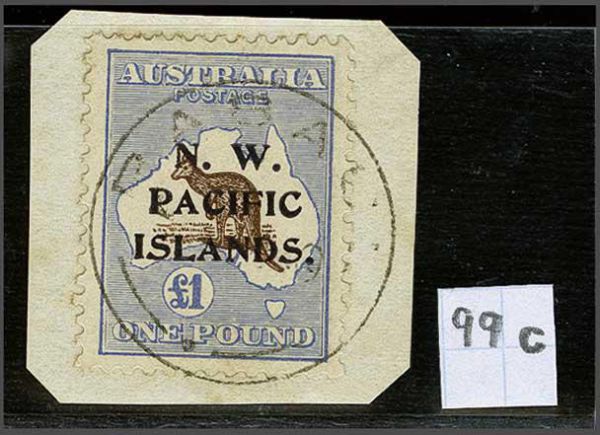 AUSTRALIA
POSTAGE
N. W.
PACIFIC
ISLANDS.
£1
ONE POUND
99 C